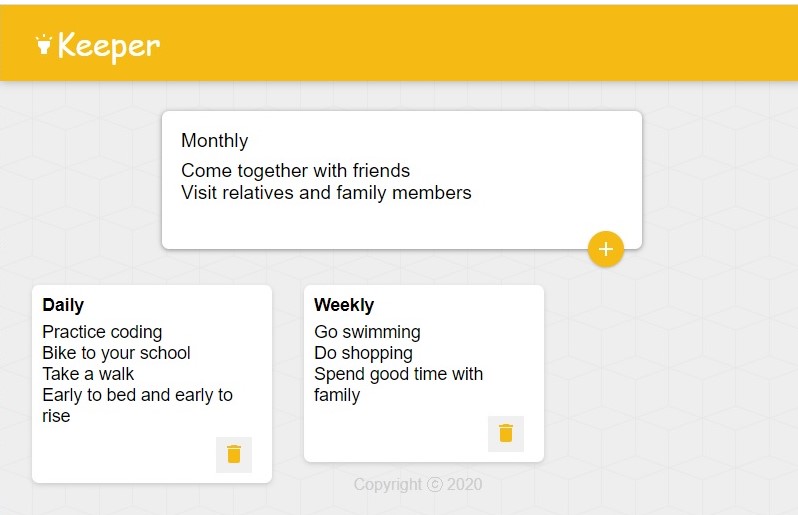 Keeper
Monthly
Come together with friends
Visit relatives and family members
Daily
Practice coding
Bike to your school
Take a walk
Early to bed and early to
rise
Weekly
Go swimming
Do shopping
Spend good time with
family
Copyright ⓒ 2020